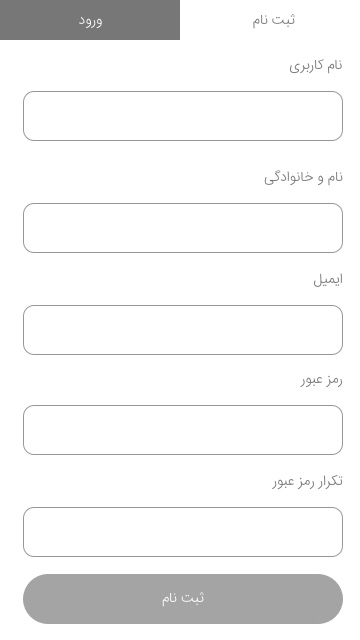 ثبت نام
ورود
نام کاربری
نام و خانوادگی
ایمیل
رمز عبور
تکرار رمز عبور
ثبت نام